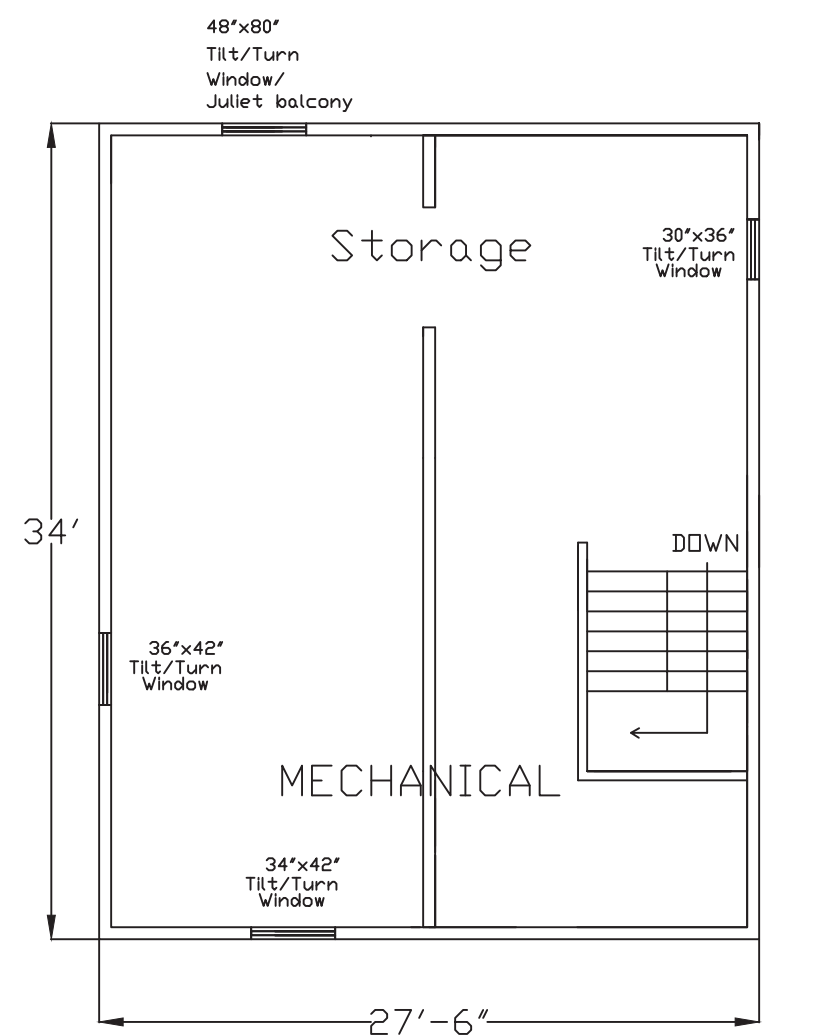 48"x80"
Tilt/Turn
Window/
Juliet balcony
Storage
30"x36"
Tilt/Turn
Window
34'
DOWN
36"x42"
Tilt/Turn
Window
MECHANICAL
34"x42"
Tilt/Turn
Window
27'-6"